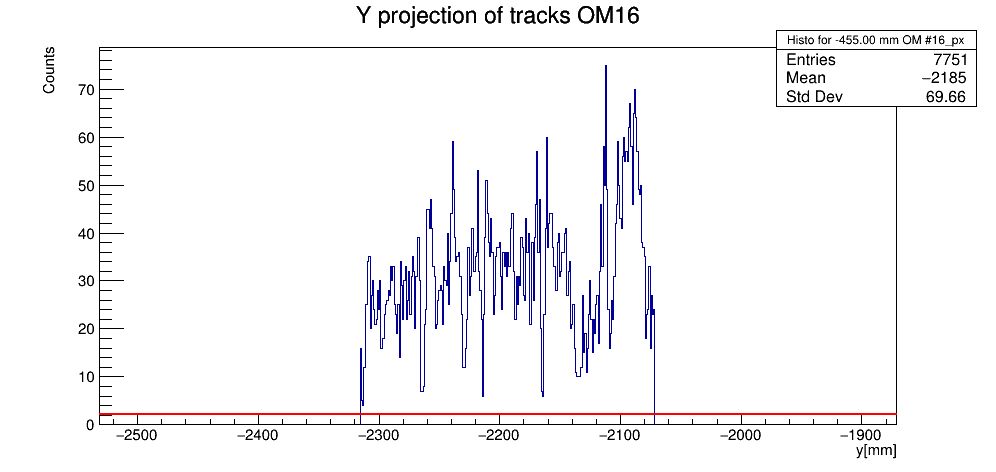 Y projection of tracks OM16
Histo for -455.00 mm OM #16_px
Entries 7751
Mean −2185
Std Dev 69.66
Counts
70
60
50
40
30
20
10
0
−2500 −2400 −2300 −2200 −2100 −2000 −1900
y[mm]